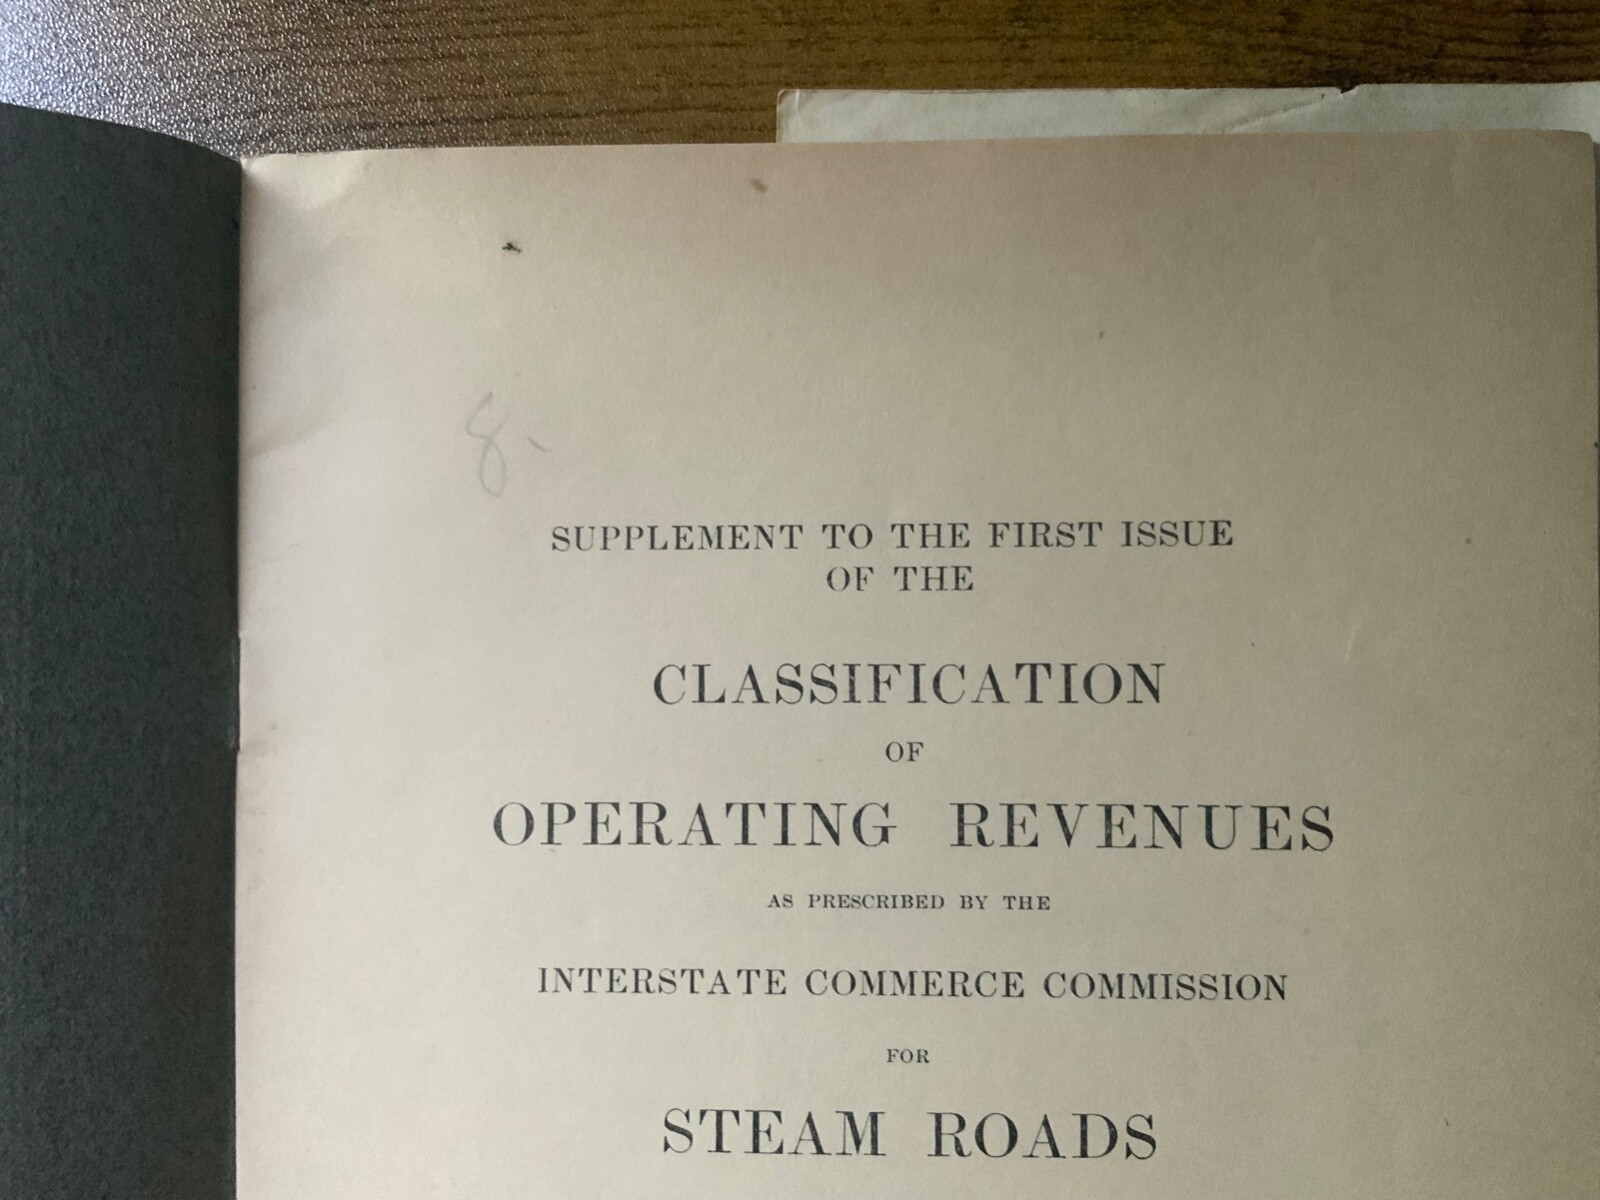 8.
SUPPLEMENT TO THE FIRST ISSUE
OF THE
CLASSIFICATION
OF
OPERATING REVENUES
AS PRESCRIBED BY THE
INTERSTATE COMMERCE COMMISSION
FOR
STEAM ROADS